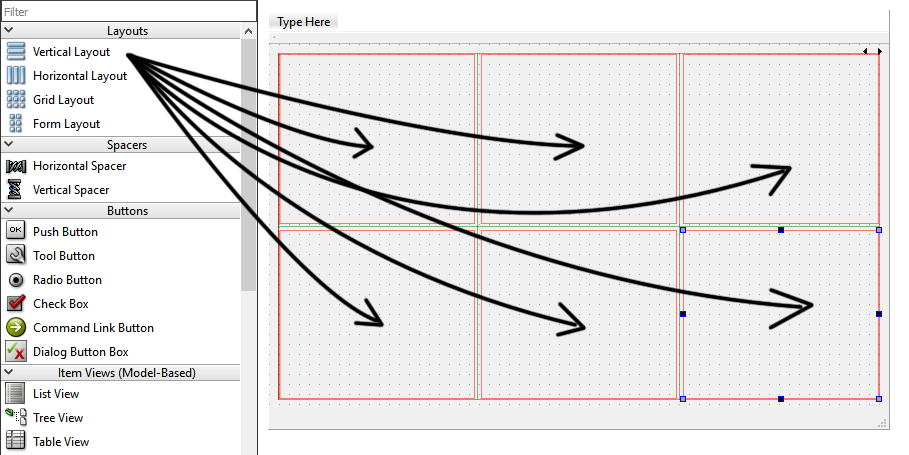 Filter
Layouts
Vertical Layout
Horizontal Layout
Grid Layout
Form Layout
Spacers
Horizontal Spacer
Vertical Spacer
Buttons
OK
Push Button
Tool Button
Radio Button
Check Box
Command Link Button
Dialog Button Box
Item Views (Model-Based)
List View
Tree View
Table View
Type Here